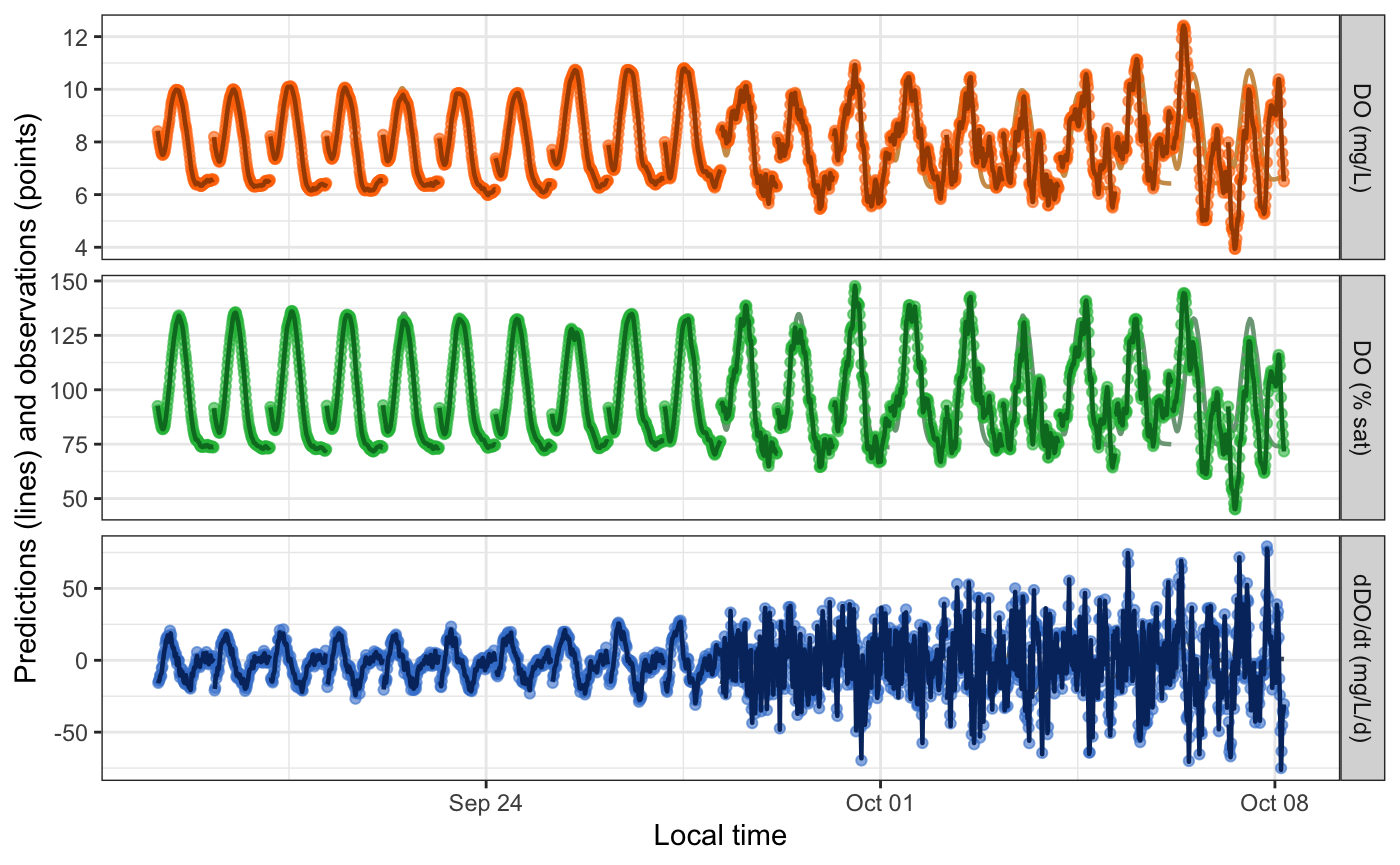 Predictions (lines) and observations (points)
12
10
8
6
4
DO (mg/L)
150
125
100
75
50
DO (% sat)
50
0
-50
dDO/dt (mg/L/d)
Sep 24
Oct 01
Oct 08
Local time